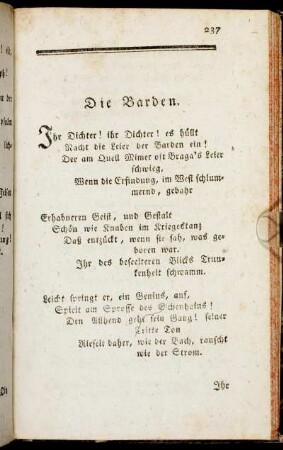 237
Die Barden.
Ihr Dichter! ihr Dichter! es hüllt
Nacht die Leier der Barden ein!
Der am Quell Mimer oft Braga's Leier
schwieg,
Wenn die Erfindung, im West schlum-
mernd, gebahr
Erhabneren Geist, und Gestalt
Schön wie Knaben im Kriegestanz
Daß entzückt, wenn sie sah, was ge-
boren war.
Ihr des beseelteren Blicks Trun-
kenheit schwamm.
Leicht springt er, ein Genius, auf,
Spielt am Sprosse des Eichenhains!
Den Allhend geht sein Gang! seiner
Tritte Ton
Rieselt daher, wie der Bach, rauscht
wie der Strom.
Ihr